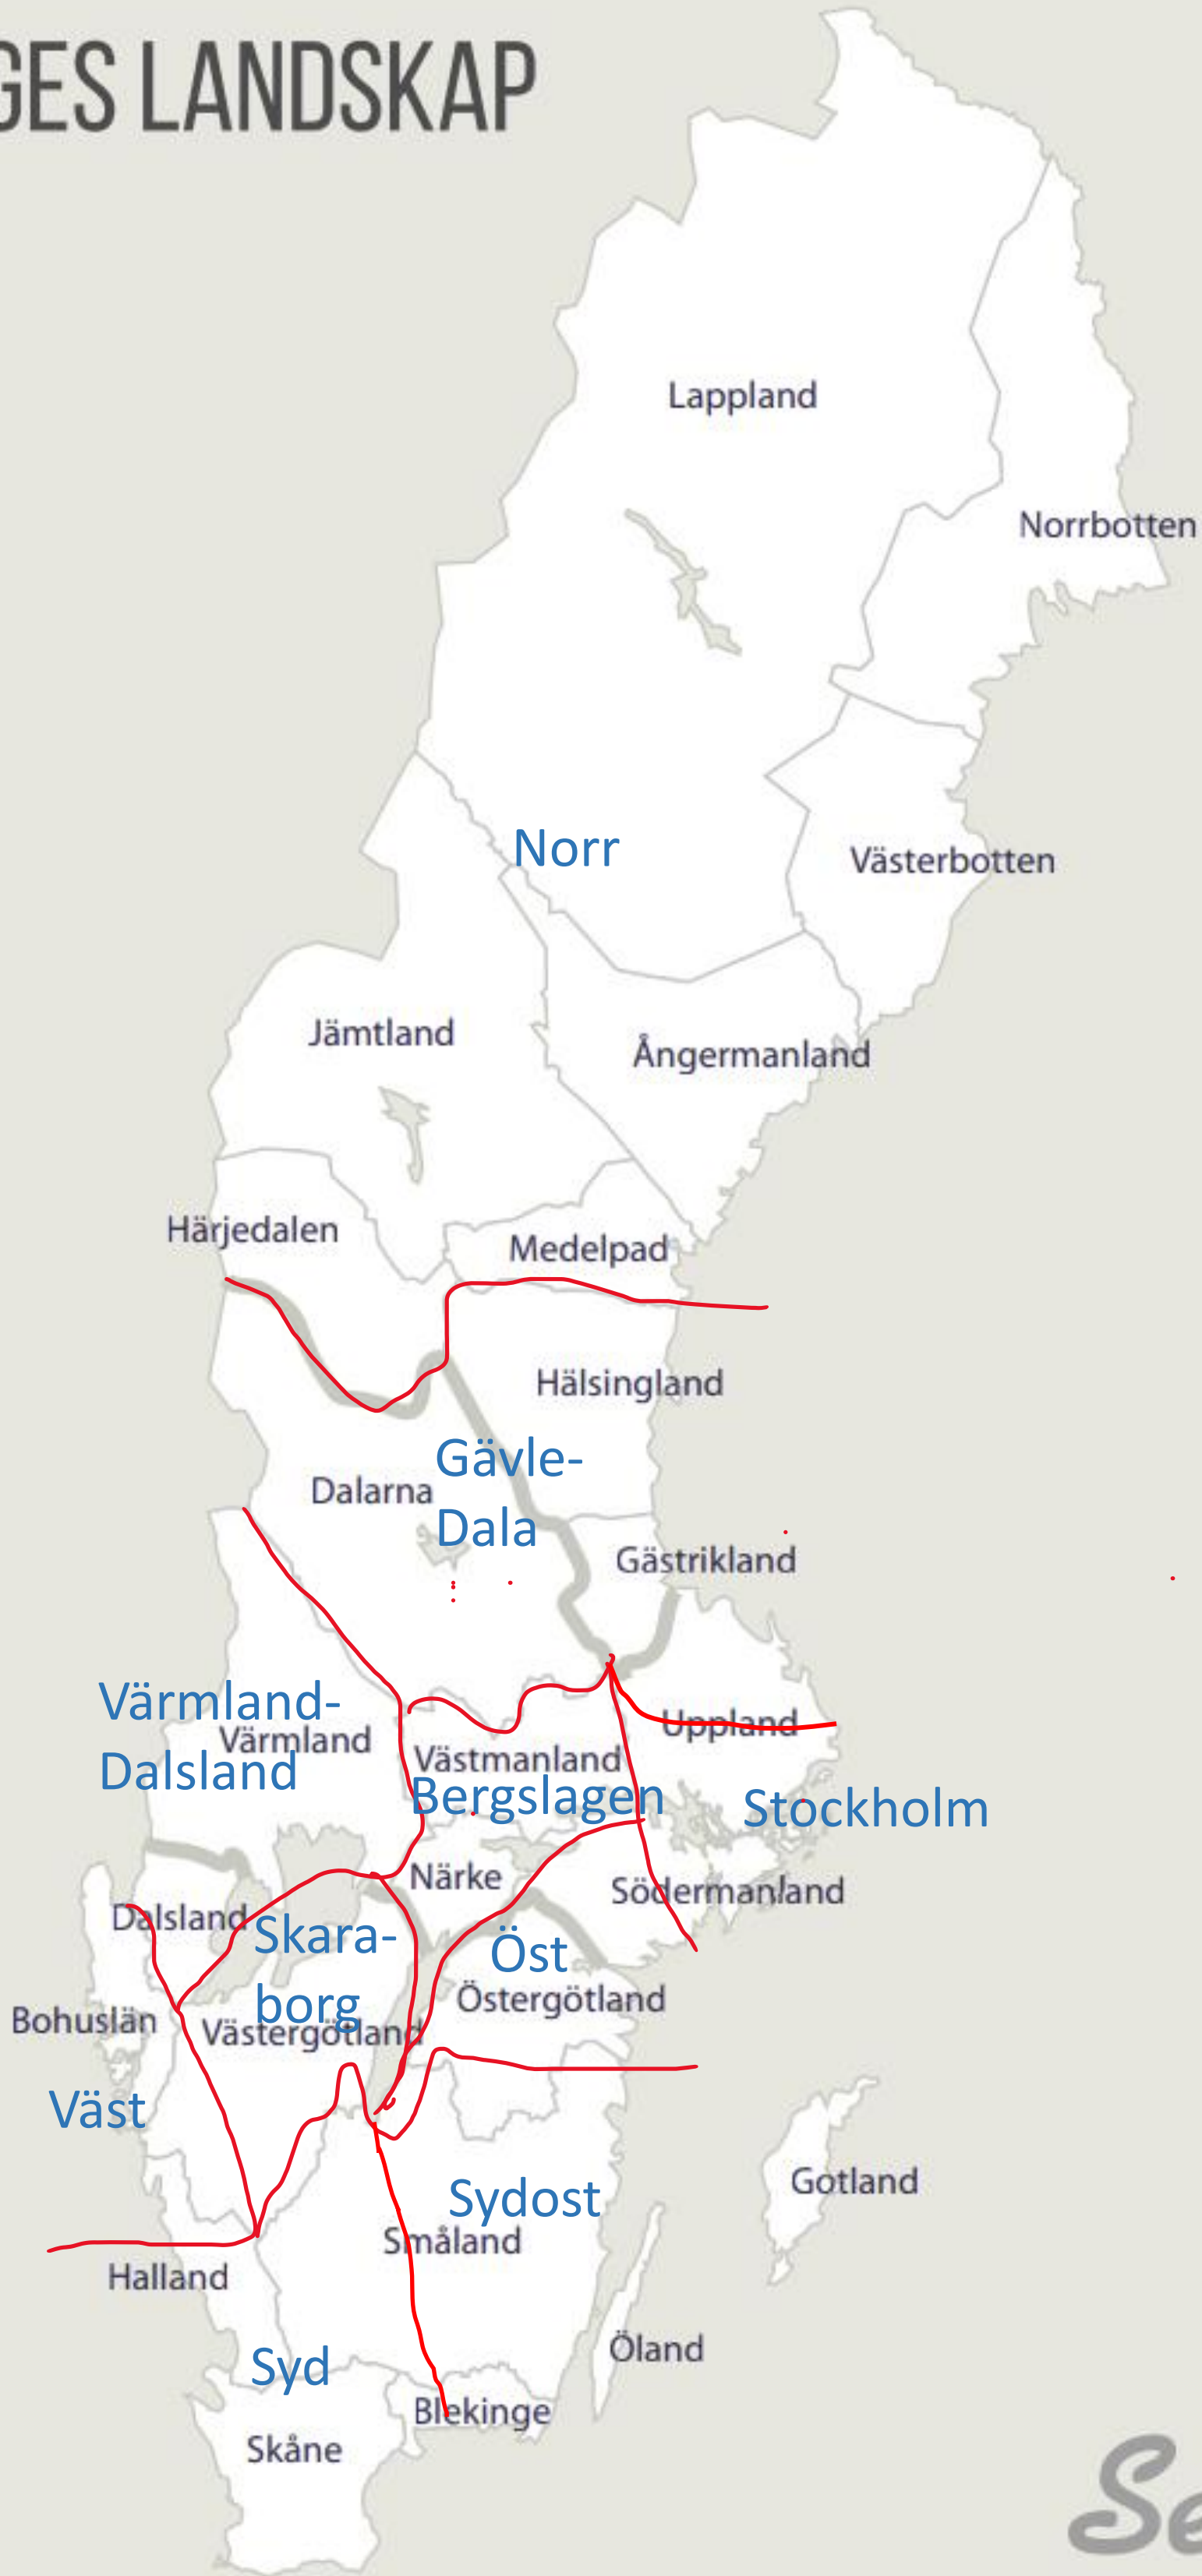 GES LANDSKAP
Lappland
Norrbotten
Norr
Västerbotten
Jämtland
Ångermanland
Härjedalen
Medelpad
Hälsingland
Gävle-
Dala
Dalarna
Gästrikland
Värmland-
Dalsland
Uppland
Värmland
Västmanland
Bergslagen
Stockholm
Närke
Södermanland
Dalsland
Skara-
borg
Öst
Östergötland
Bohuslän
Västergötland
Väst
Gotland
Sydost
Småland
Halland
Öland
Syd
Blekinge
Skåne
Se